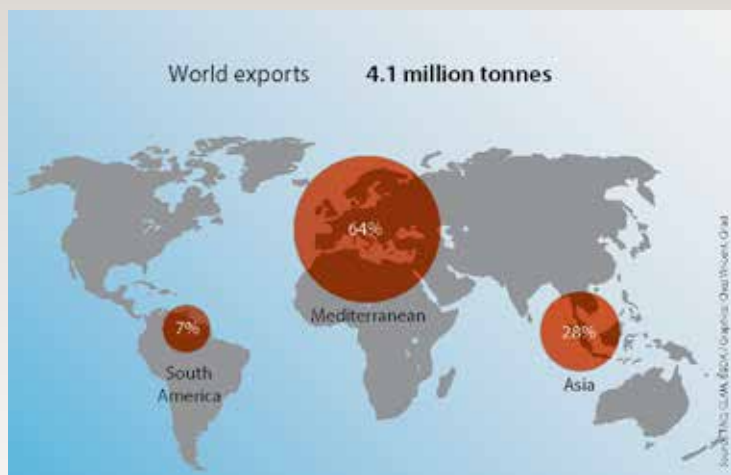 World exports 4.1 million tonnes
64%
Mediterranean
7%
South
America
28%
Asia